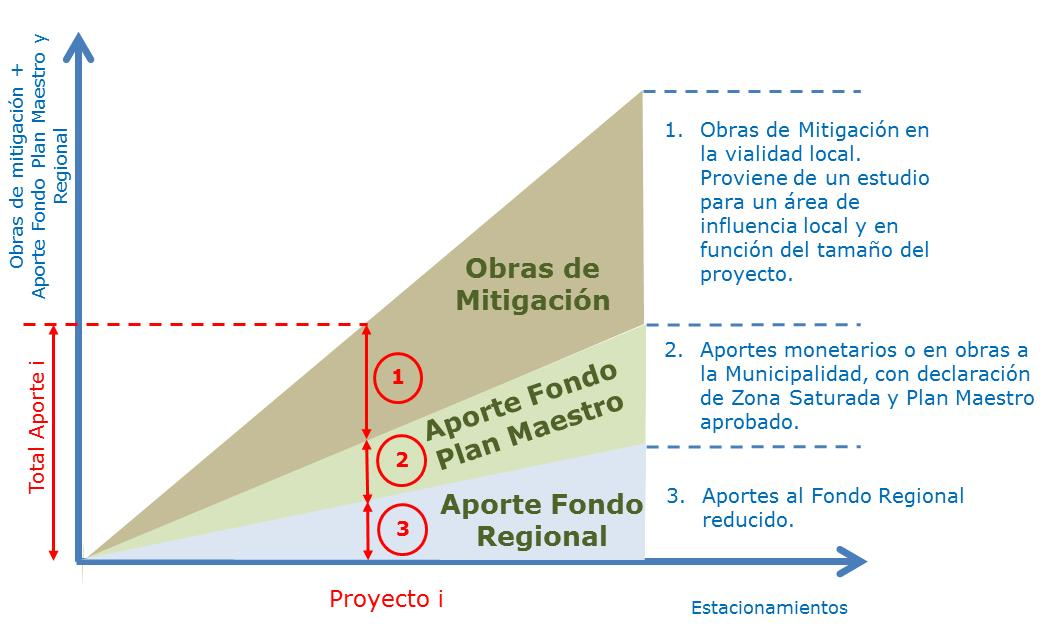 Obras de mitigación +
Aporte Fondo Plan Maestro y
Regional
Total Aporte i
Obras de
Mitigación
Aporte Fondo
Plan Maestro
Aporte Fondo
Regional
1
2
3
1. Obras de Mitigación en
la vialidad local.
Proviene de un estudio
para un área de
influencia local y en
función del tamaño del
proyecto.
2. Aportes monetarios o en obras a
la Municipalidad, con declaración
de Zona Saturada y Plan Maestro
aprobado.
3. Aportes al Fondo Regional
reducido.
Proyecto i
Estacionamientos